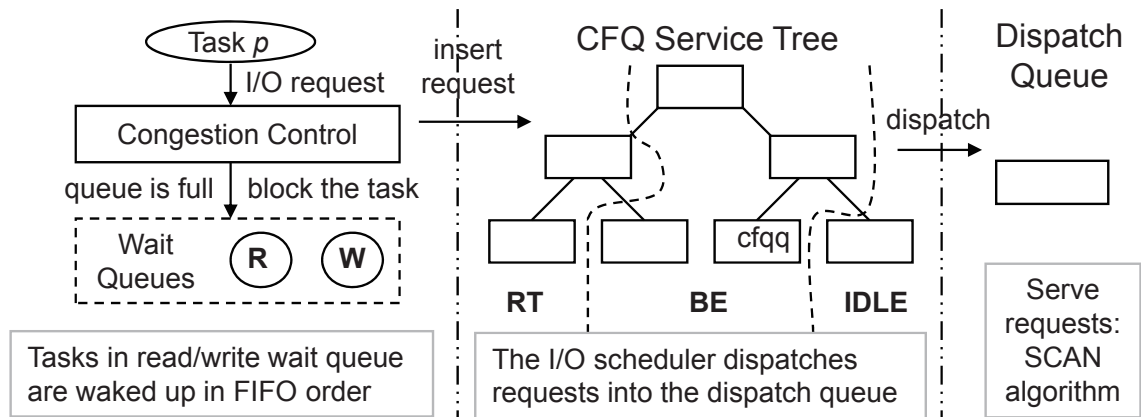 Task p
I/O request
Congestion Control
queue is full
block the task
Wait
Queues
R
W
Tasks in read/write wait queue
are waked up in FIFO order
insert
request
CFQ Service Tree
cfqq
RT
BE
IDLE
The I/O scheduler dispatches
requests into the dispatch queue
dispatch
Dispatch
Queue
Serve
requests:
SCAN
algorithm